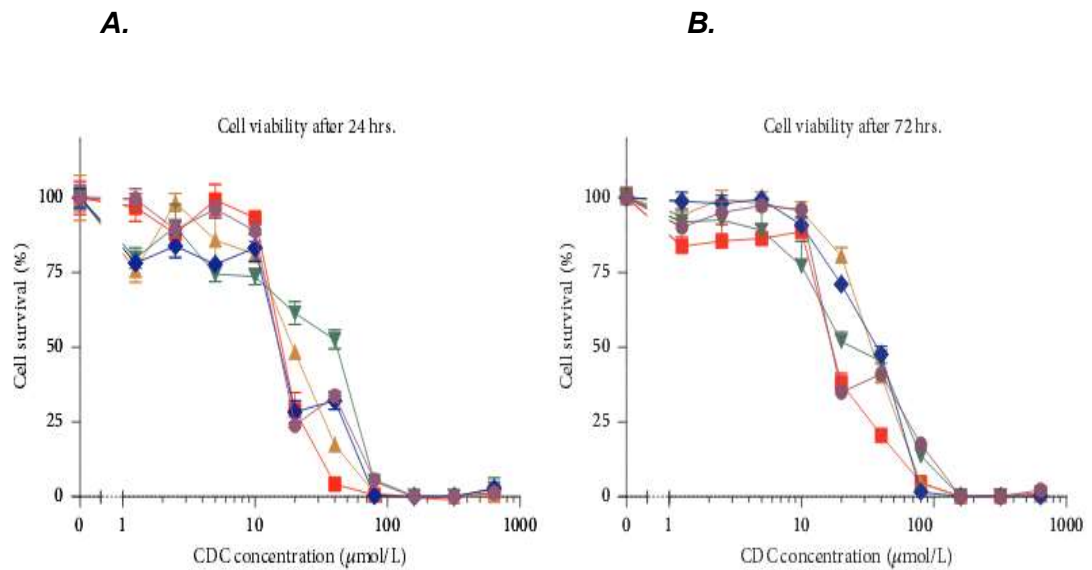 A.
B.
Cell viability after 24 hrs.
Cell viability after 72 hrs.
Cell survival (%)
100
75
50
25
0
0 1 10 100 1000
CDC concentration (μmol/L)
Cell survival (%)
100
75
50
25
0
0 1 10 100 1000
CDC concentration (μmol/L)